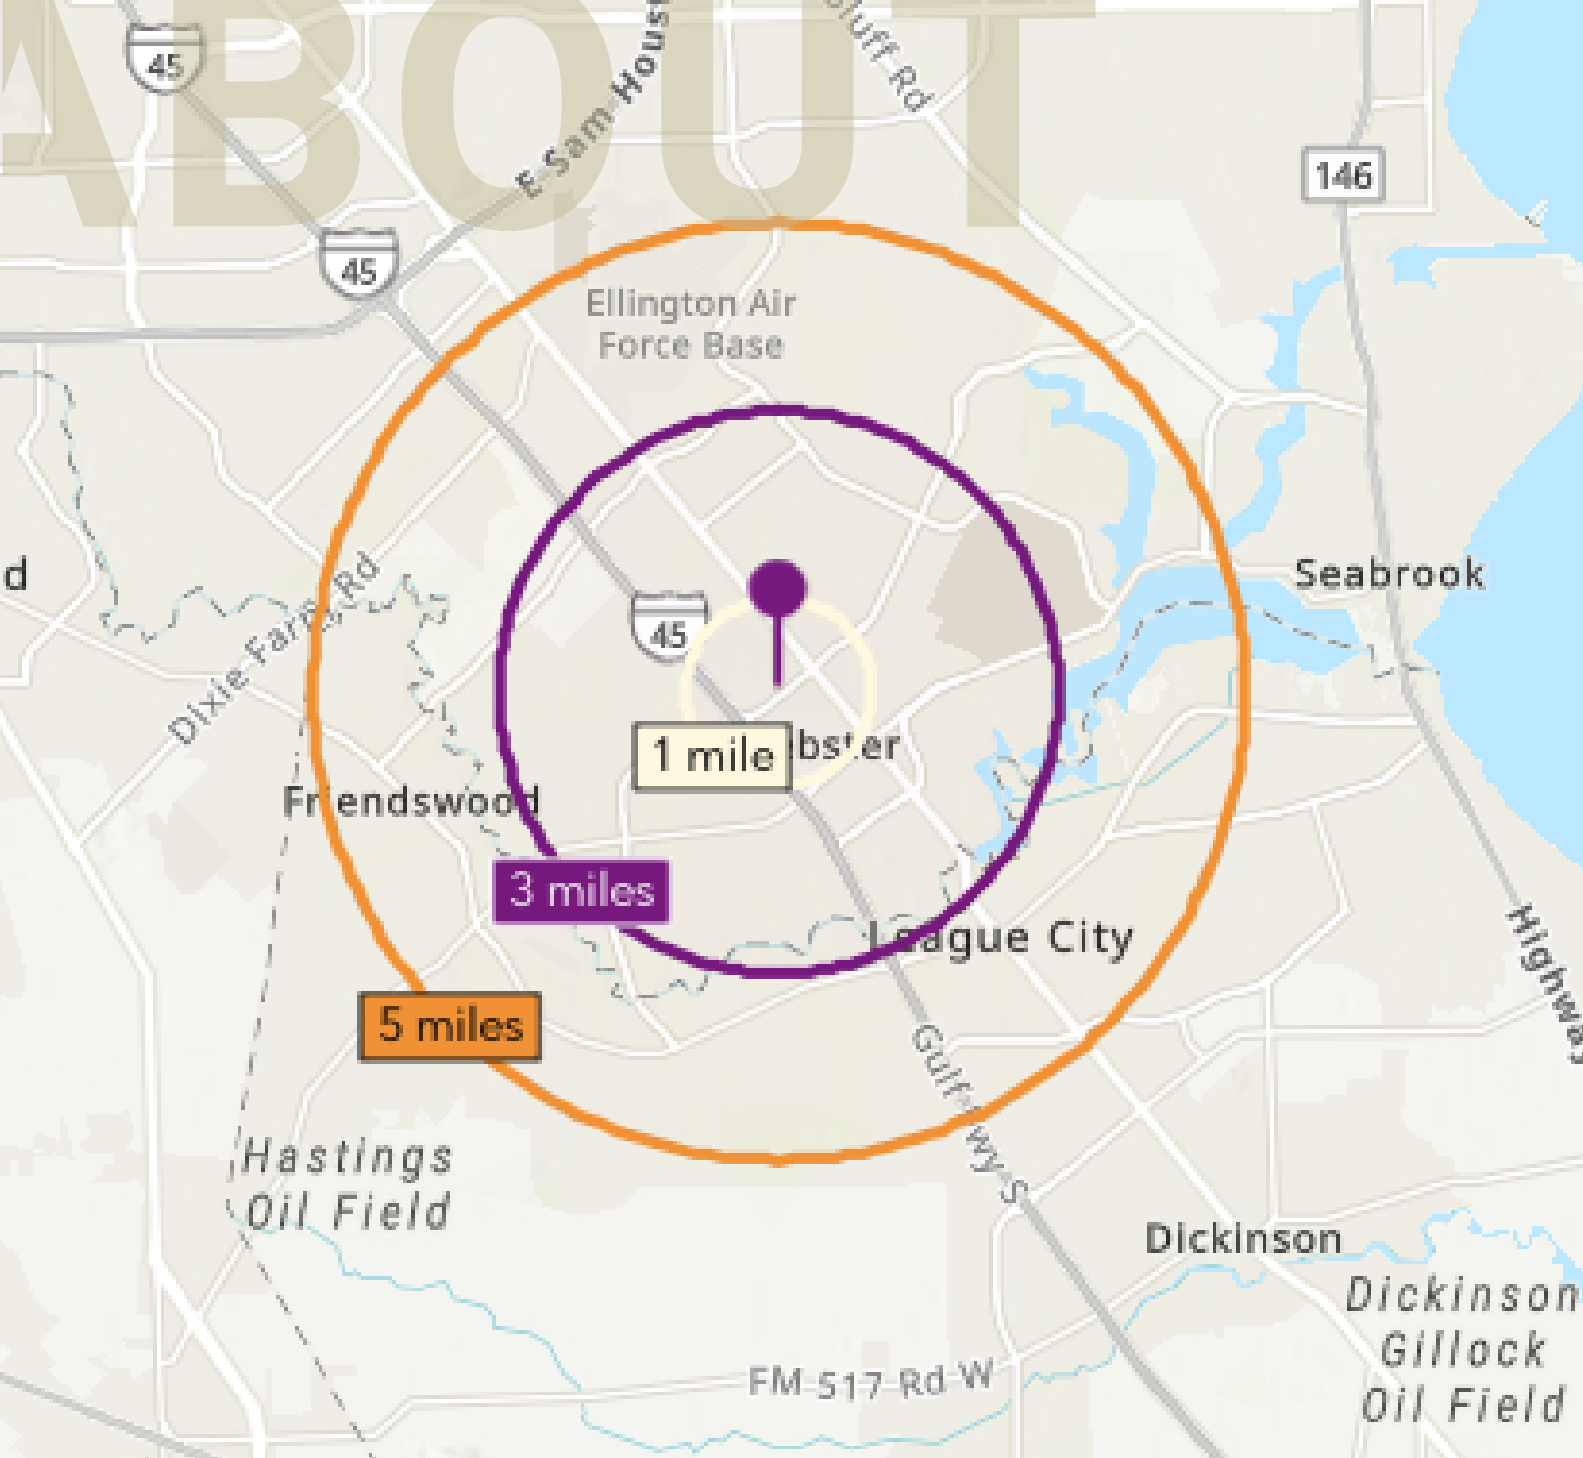 ABOUT
Bluff Rd
45
E Sam Hous
146
45
Ellington Air
Force Base
d
Seabrook
Dixie Farm Rd
45
1 mile
bster
Friendswood
3 miles
League City
Highway
5 miles
Gulf
wy S
Hastings
Oil Field
Dickinson
Dickinson
Gillock
Oil Field
FM 517 Rd W